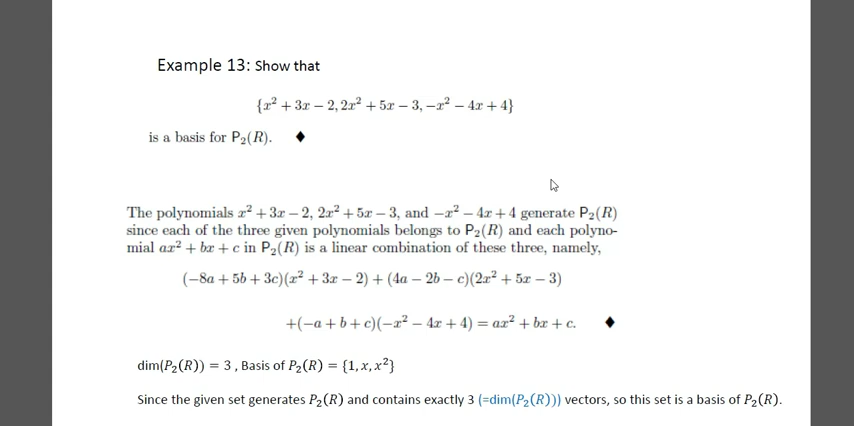 Example 13: Show that
{x² + 3x − 2, 2x² + 5x − 3, −x² − 4x + 4}
is a basis for P₂(R). ♦
The polynomials x² + 3x − 2, 2x² + 5x − 3, and −x² − 4x + 4 generate P₂(R)
since each of the three given polynomials belongs to P₂(R) and each polyno-
mial ax² + bx + c in P₂(R) is a linear combination of these three, namely,
(−8a + 5b + 3c)(x² + 3x − 2) + (4a − 2b − c)(2x² + 5x − 3)
+(−a + b + c)(−x² − 4x + 4) = ax² + bx + c. ♦
dim(P₂(R)) = 3 , Basis of P₂(R) = {1, x, x²}
Since the given set generates P₂(R) and contains exactly 3 (=dim(P₂(R))) vectors, so this set is a basis of P₂(R).